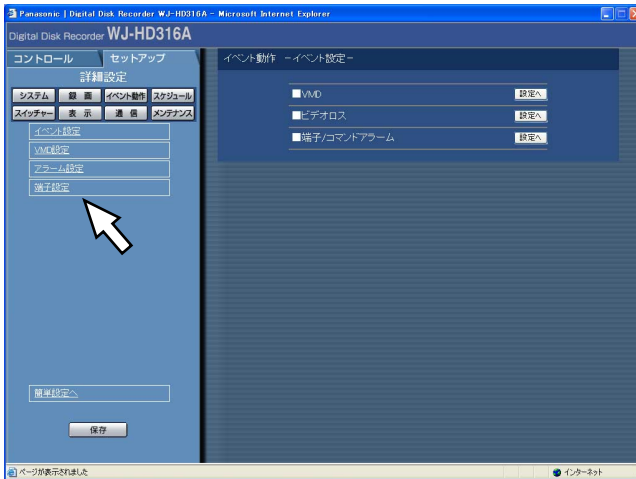 Panasonic | Digital Disk Recorder WJ-HD316A - Microsoft Internet Explorer
Digital Disk Recorder WJ-HD316A
コントロール セットアップ
詳細設定
システム 録画 イベント動作 スケジュール
スイッチャー 表示 通信 メンテナンス
イベント設定
VMD設定
アラーム設定
端子設定
簡単設定へ
保存
イベント動作 -イベント設定-
■VMD 設定へ
■ビデオロス 設定へ
■端子/コマンドアラーム 設定へ
ページが表示されました インターネット